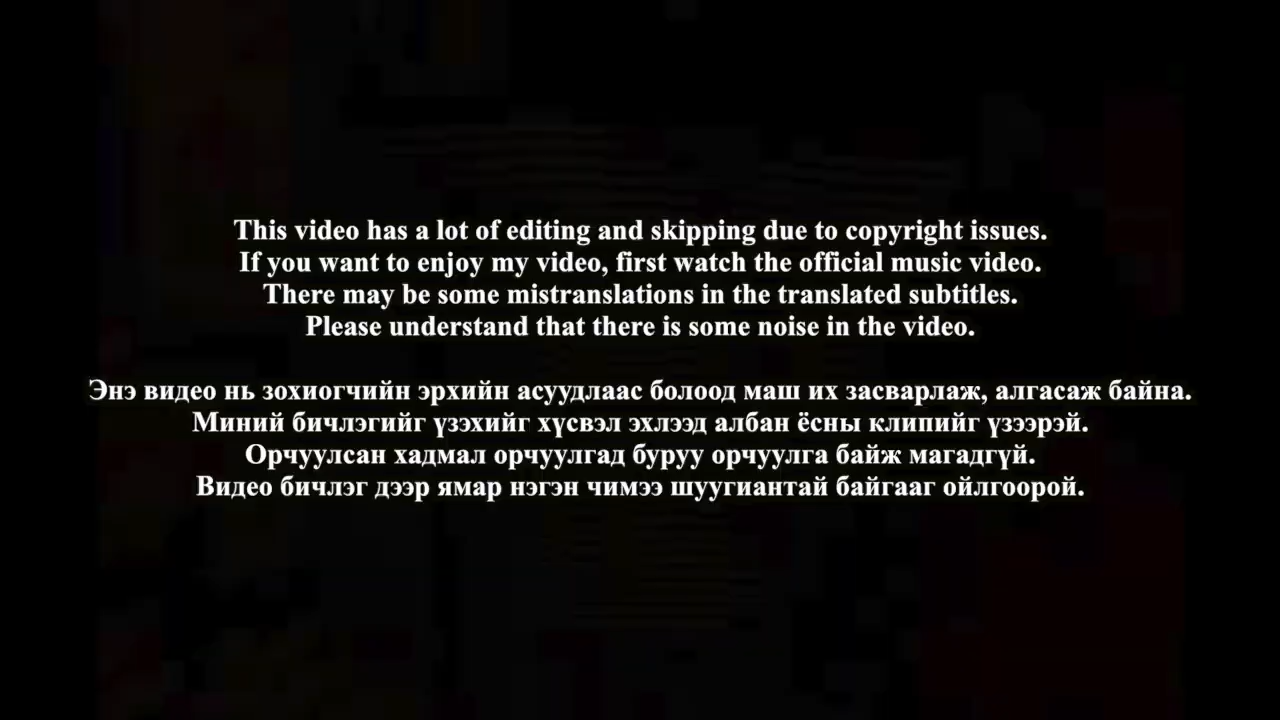 This video has a lot of editing and skipping due to copyright issues.
If you want to enjoy my video, first watch the official music video.
There may be some mistranslations in the translated subtitles.
Please understand that there is some noise in the video.
Энэ видео нь зохиогчийн эрхийн асуудлаас болоод маш их засварлаж, алгасаж байна.
Миний бичлэгийг үзэхийг хүсвэл эхлээд албан ёсны клипийг үзээрэй.
Орчуулсан хадмал орчуулгад буруу орчуулга байж магадгүй.
Видео бичлэг дээр ямар нэгэн чимээ шуугиантай байгааг ойлгоорой.